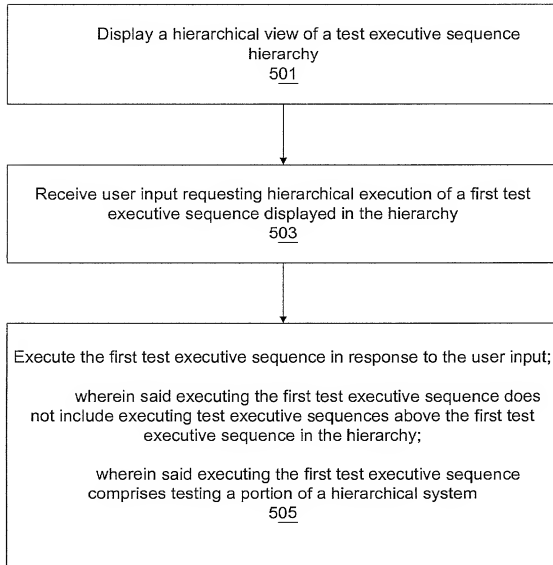 Display a hierarchical view of a test executive sequence
hierarchy
501
Receive user input requesting hierarchical execution of a first test
executive sequence displayed in the hierarchy
503
Execute the first test executive sequence in response to the user input;
wherein said executing the first test executive sequence does
not include executing test executive sequences above the first test
executive sequence in the hierarchy;
wherein said executing the first test executive sequence
comprises testing a portion of a hierarchical system
505